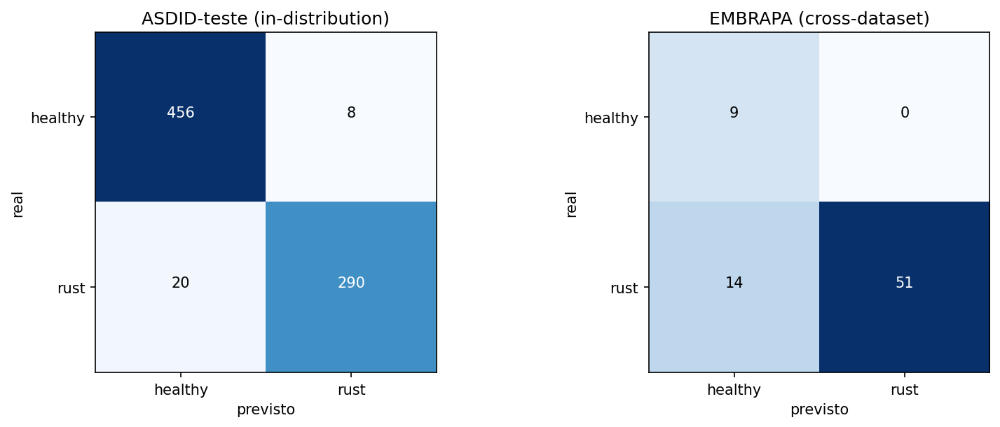 ASDID-teste (in-distribution)
healthy
rust
real
456
8
20
290
healthy
rust
previsto
EMBRAPA (cross-dataset)
healthy
rust
real
9
0
14
51
healthy
rust
previsto